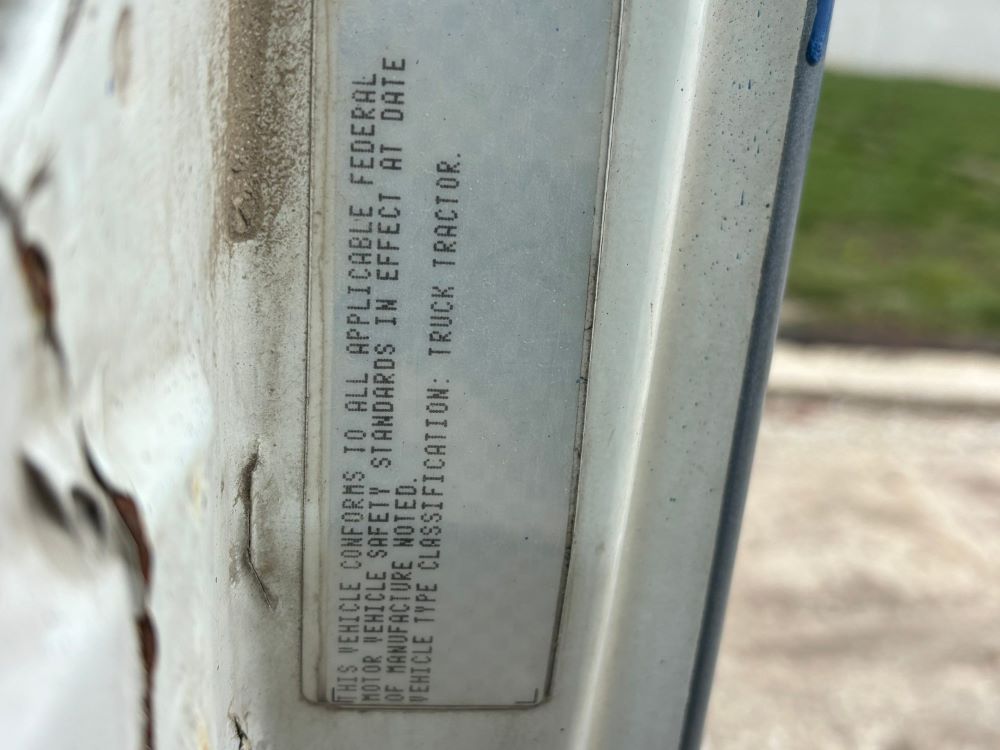 THIS VEHICLE CONFORMS TO ALL APPLICABLE FEDERAL
MOTOR VEHICLE SAFETY STANDARDS IN EFFECT AT DATE
OF MANUFACTURE NOTED.
VEHICLE TYPE CLASSIFICATION: TRUCK TRACTOR.